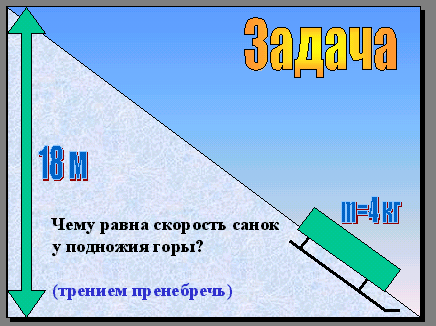 Задача
18 м
m=4 кг
Чему равна скорость санок
у подножия горы?
(трением пренебречь)